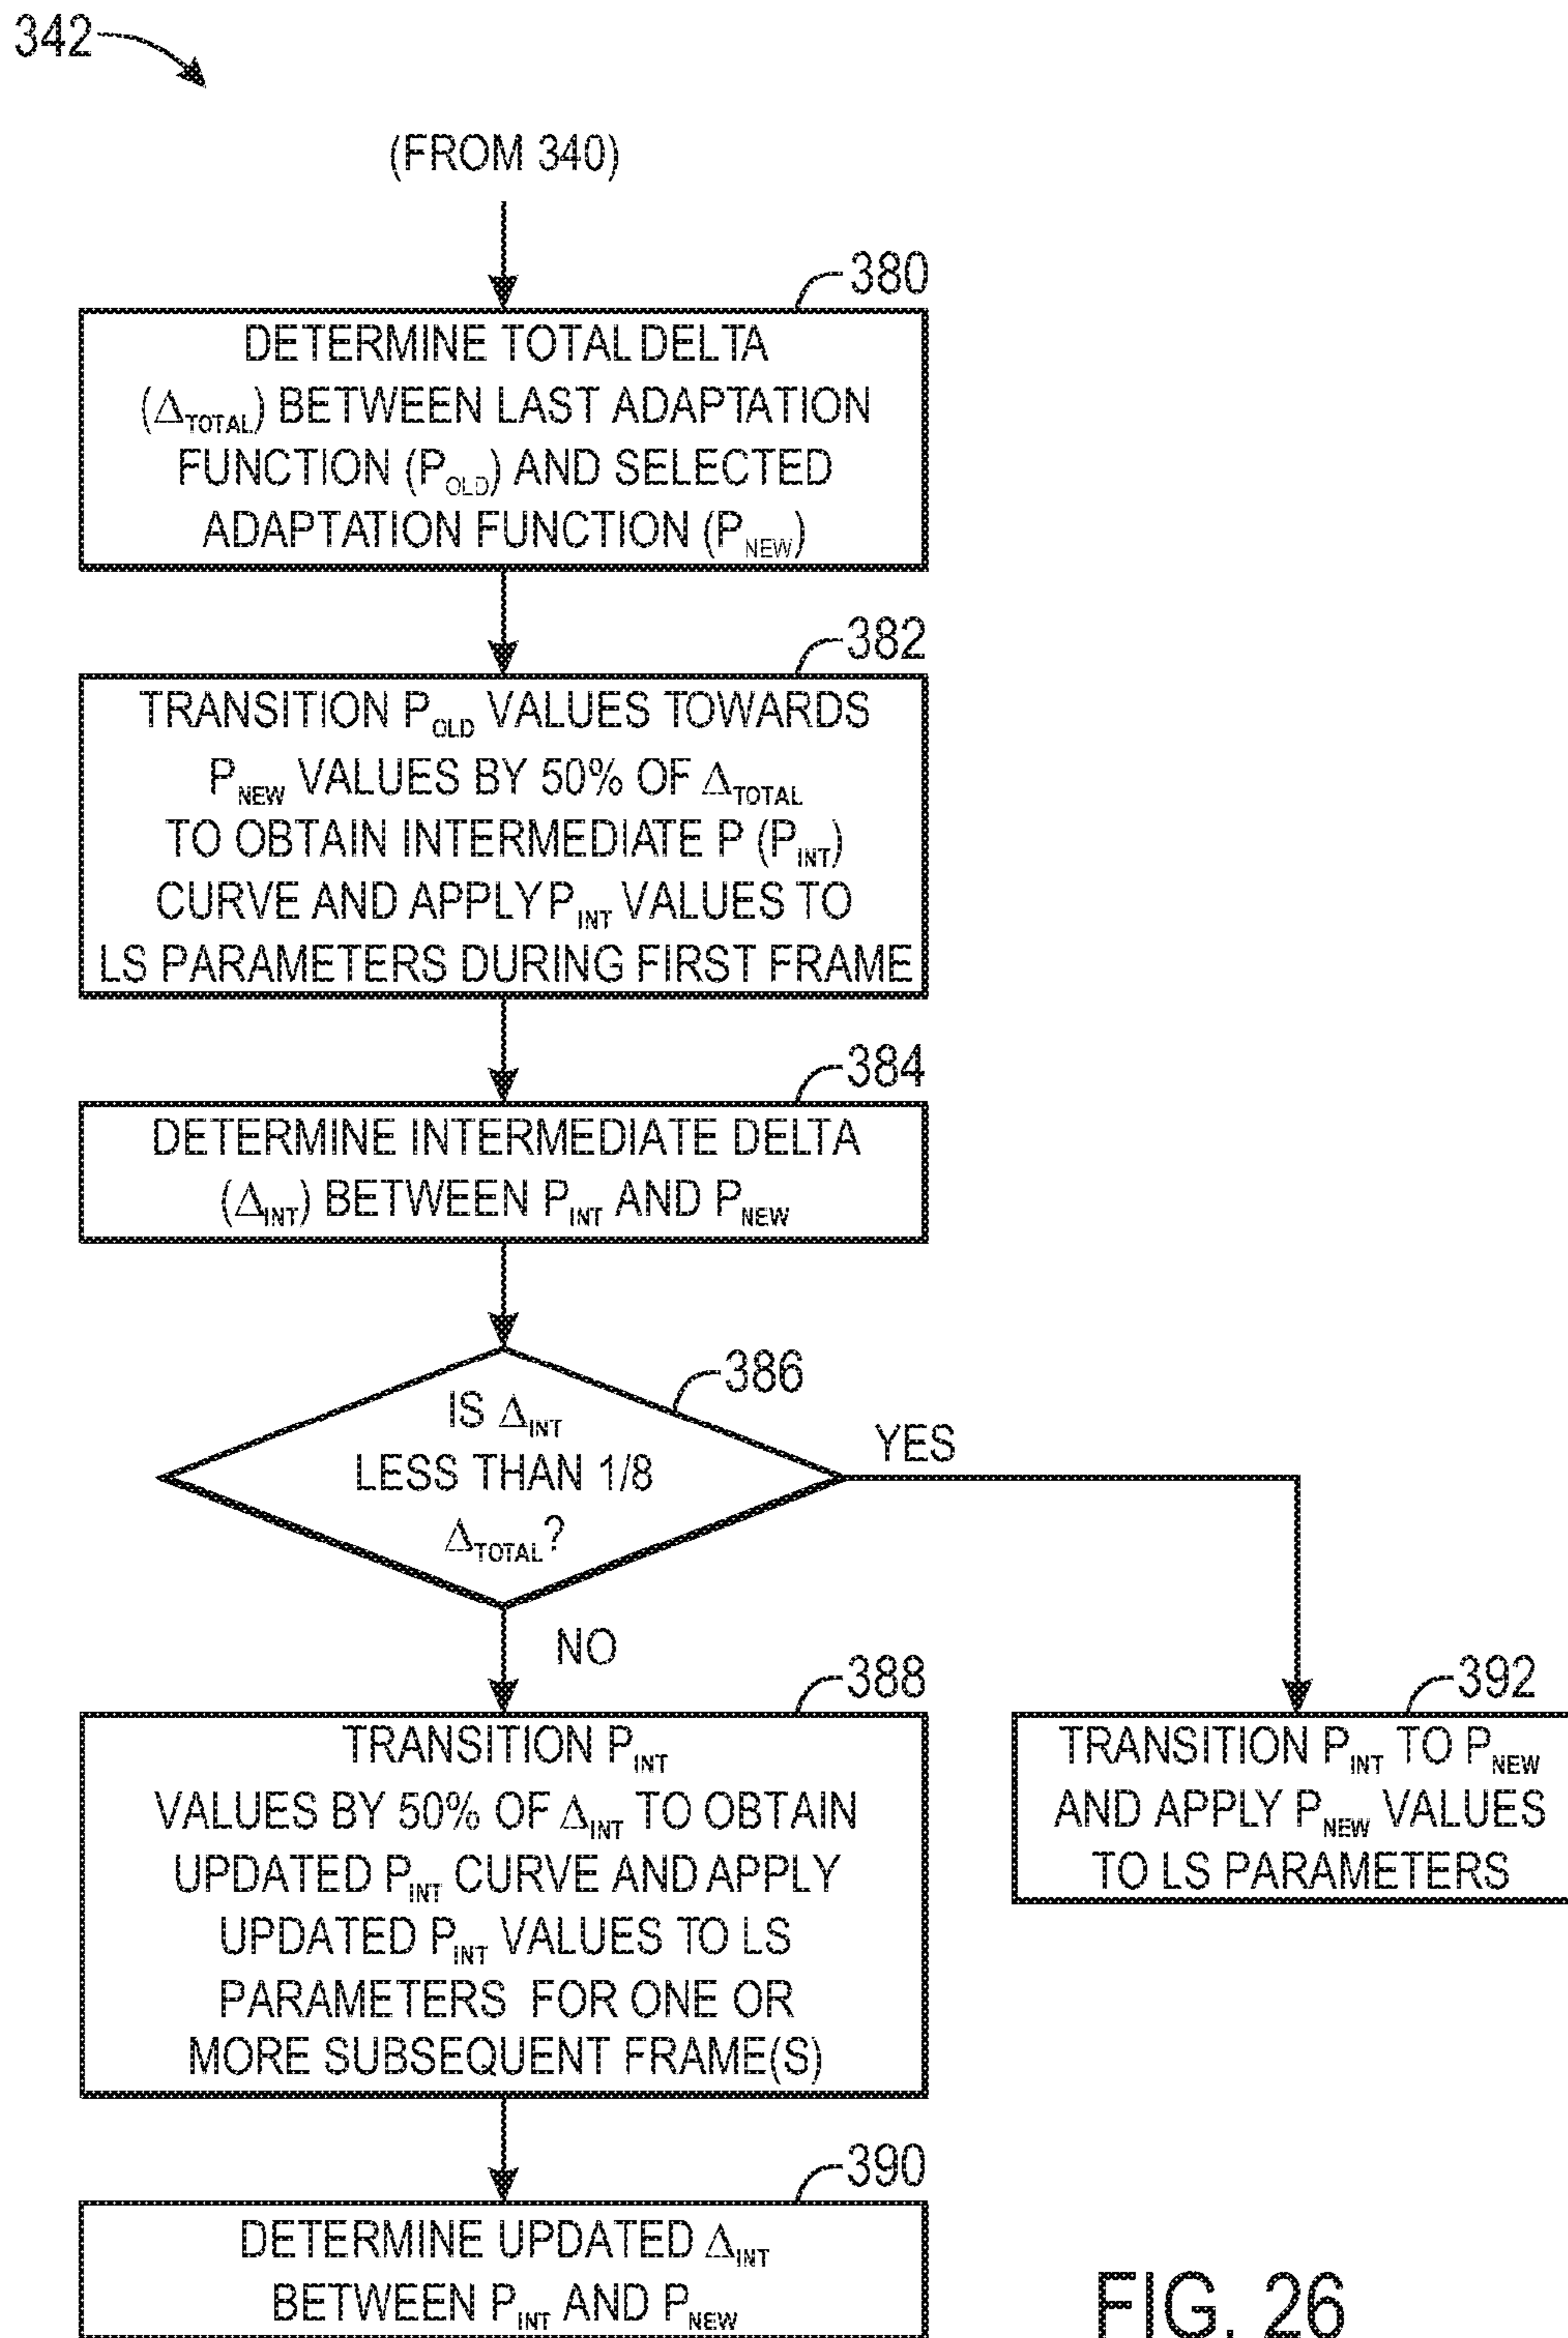 342
(FROM 340)
380
DETERMINE TOTAL DELTA
(ΔTOTAL) BETWEEN LAST ADAPTATION
FUNCTION (POLD) AND SELECTED
ADAPTATION FUNCTION (PNEW)
382
TRANSITION POLD VALUES TOWARDS
PNEW VALUES BY 50% OF ΔTOTAL
TO OBTAIN INTERMEDIATE P (PINT)
CURVE AND APPLY PINT VALUES TO
LS PARAMETERS DURING FIRST FRAME
384
DETERMINE INTERMEDIATE DELTA
(ΔINT) BETWEEN PINT AND PNEW
386
IS ΔINT
LESS THAN 1/8
ΔTOTAL?
YES
NO
388
TRANSITION PINT
VALUES BY 50% OF ΔINT TO OBTAIN
UPDATED PINT CURVE AND APPLY
UPDATED PINT VALUES TO LS
PARAMETERS FOR ONE OR
MORE SUBSEQUENT FRAME(S)
392
TRANSITION PINT TO PNEW
AND APPLY PNEW VALUES
TO LS PARAMETERS
390
DETERMINE UPDATED ΔINT
BETWEEN PINT AND PNEW
FIG. 26